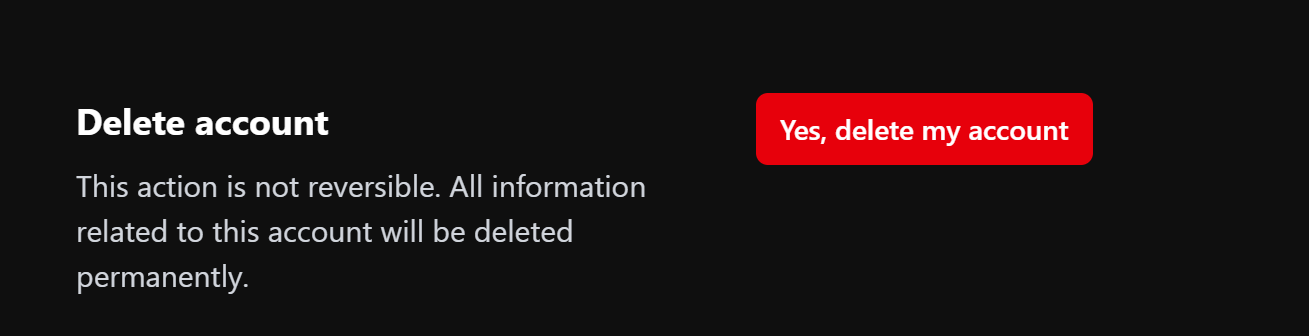 Delete account
Yes, delete my account
This action is not reversible. All information
related to this account will be deleted
permanently.